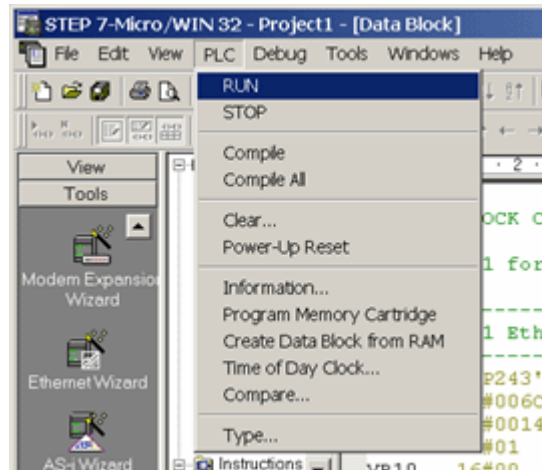 STEP 7-Micro/WIN 32 - Project1 - [Data Block]
File Edit View PLC Debug Tools Windows Help
RUN
STOP
Compile
Compile All
Clear...
Power-Up Reset
Information...
Program Memory Cartridge
Create Data Block from RAM
Time of Day Clock...
Compare...
Type...
View
Tools
Modem Expansion
Wizard
Ethernet Wizard
AS-i Wizard
Instructions
2
OCK
1 for
1 Eth
P243'
#006C
#0014
#01
VB10 16#00